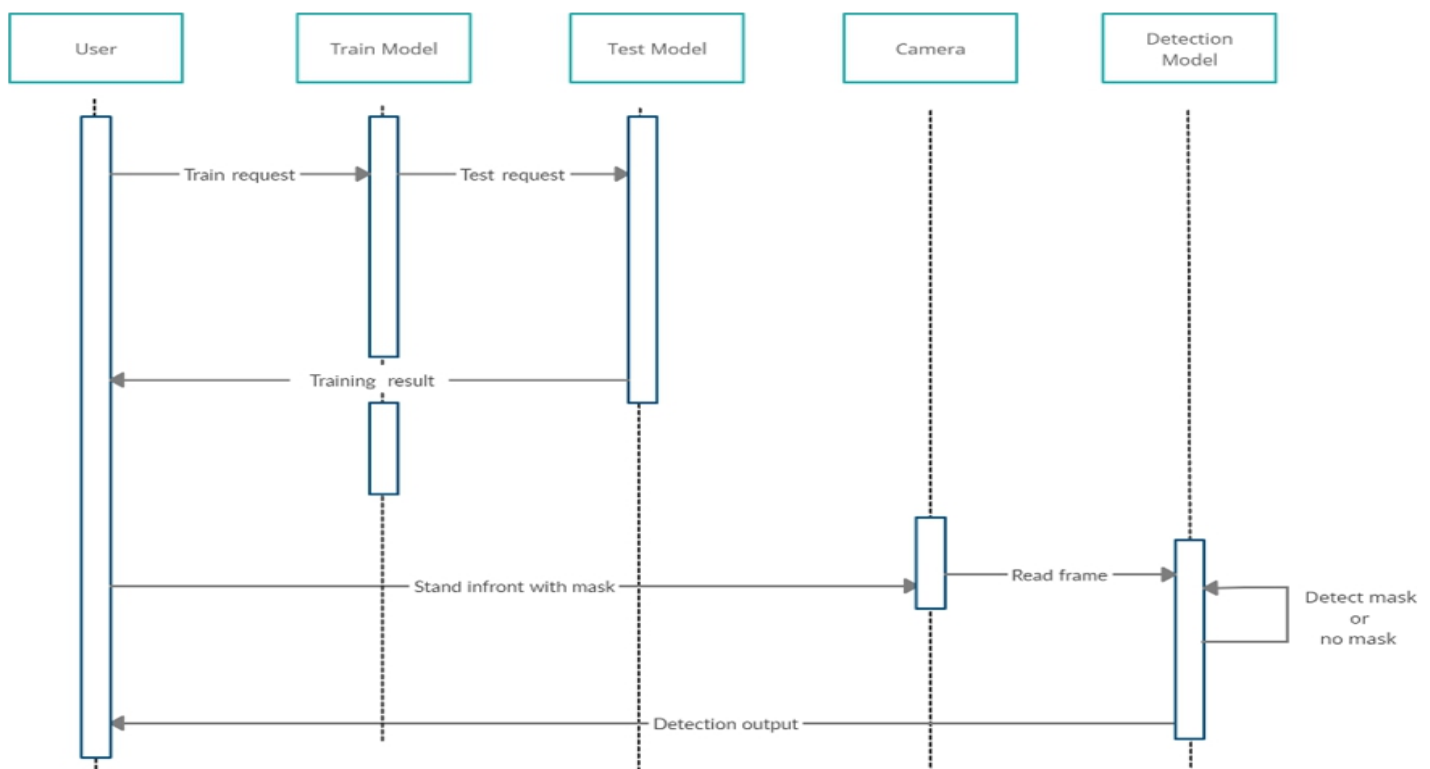 User
Train Model
Test Model
Camera
Detection
Model
Train request
Test request
Training result
Stand infront with mask
Read frame
Detect mask
or
no mask
Detection output